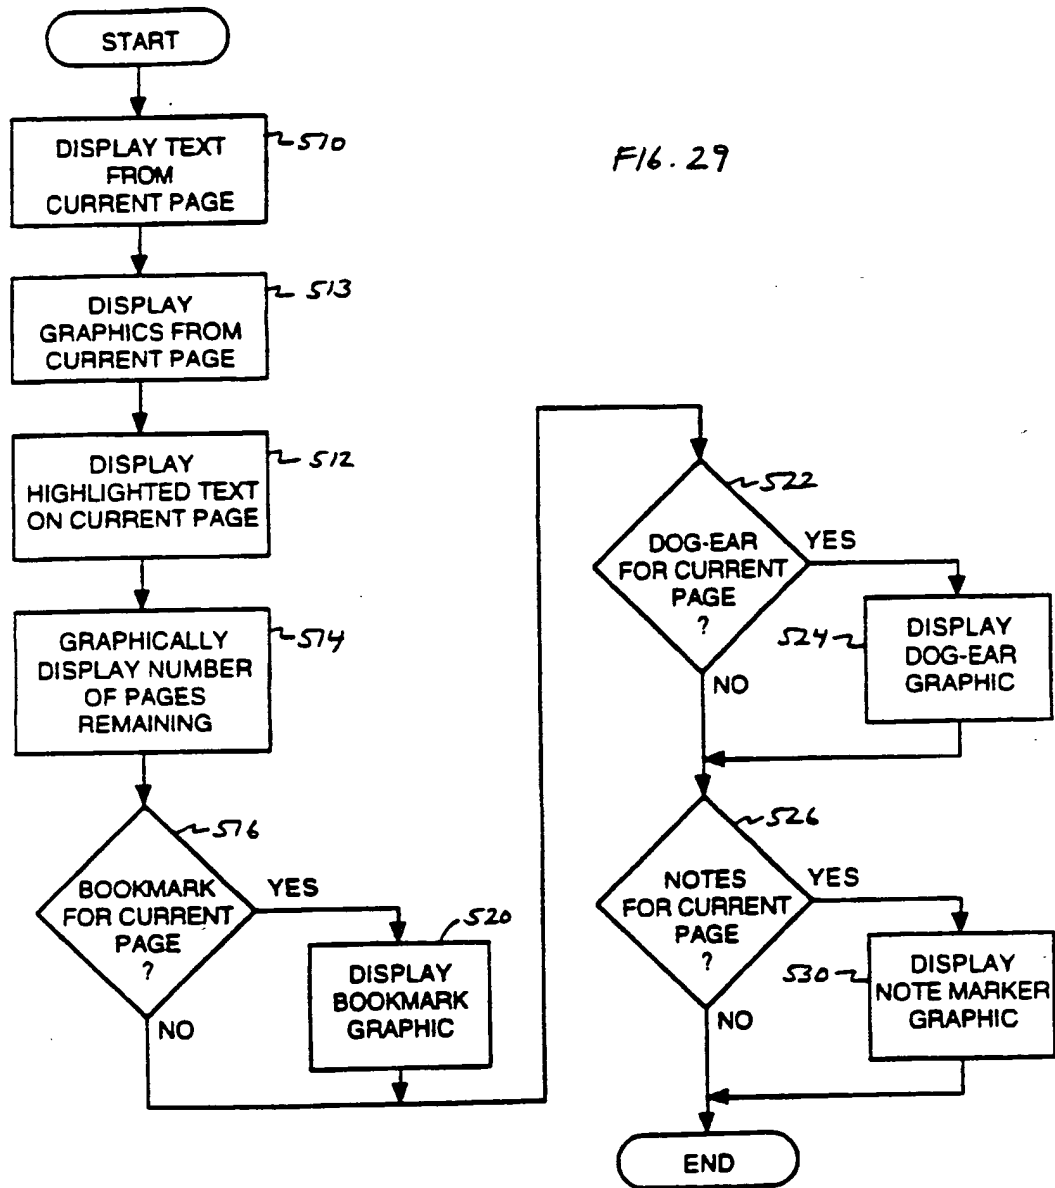 START
DISPLAY TEXT
FROM
CURRENT PAGE
510
FIG. 29
DISPLAY
GRAPHICS FROM
CURRENT PAGE
513
DISPLAY
HIGHLIGHTED TEXT
ON CURRENT PAGE
512
GRAPHICALLY
DISPLAY NUMBER
OF PAGES
REMAINING
514
BOOKMARK
FOR CURRENT
PAGE
?
516
YES
NO
520
DISPLAY
BOOKMARK
GRAPHIC
522
DOG-EAR
FOR CURRENT
PAGE
?
YES
NO
524
DISPLAY
DOG-EAR
GRAPHIC
526
NOTES
FOR CURRENT
PAGE
?
YES
NO
530
DISPLAY
NOTE MARKER
GRAPHIC
END